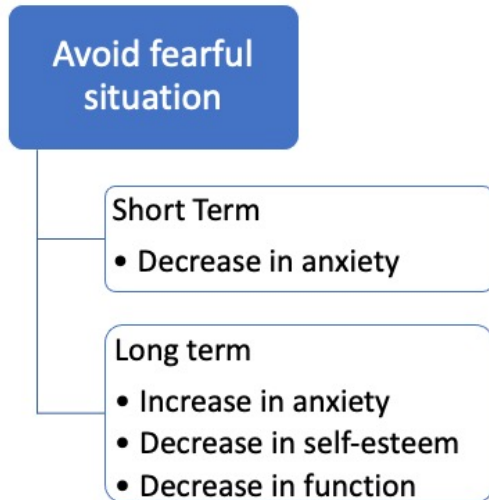 Avoid fearful
situation
Short Term
• Decrease in anxiety
Long term
• Increase in anxiety
• Decrease in self-esteem
• Decrease in function